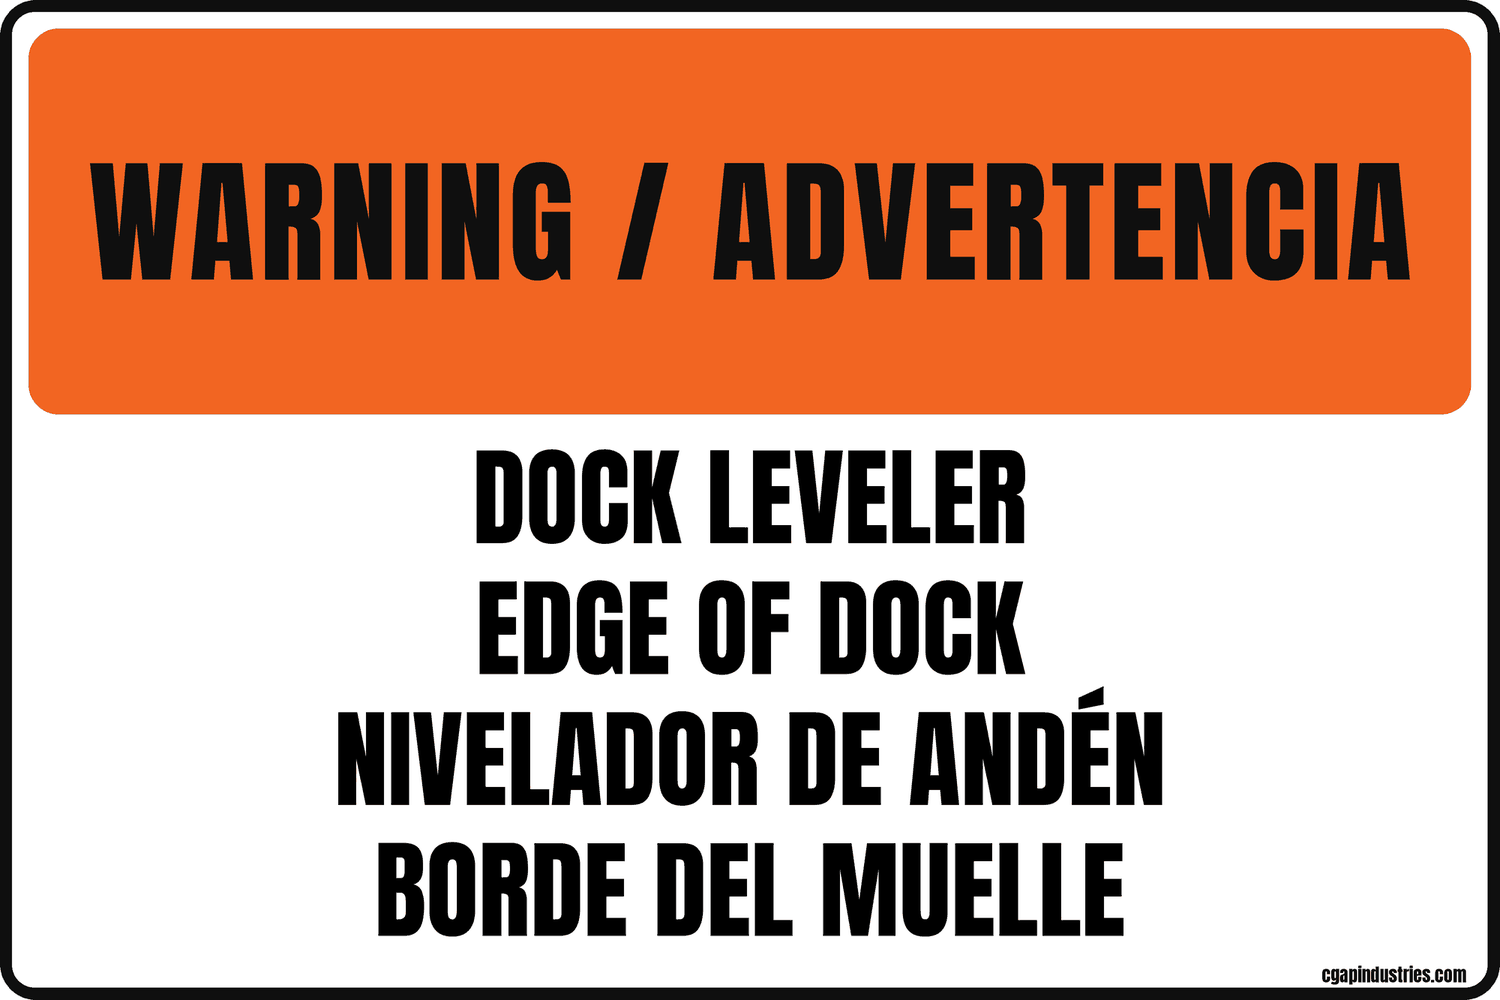 WARNING / ADVERTENCIA
DOCK LEVELER
EDGE OF DOCK
NIVELADOR DE ANDÉN
BORDE DEL MUELLE
cgapindustries.com